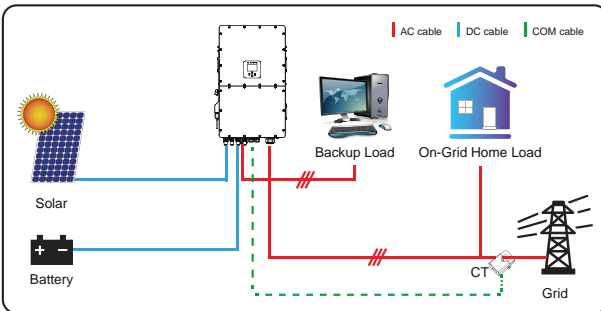 AC cable
DC cable
COM cable
Backup Load
On-Grid Home Load
Solar
CT
Battery
Grid